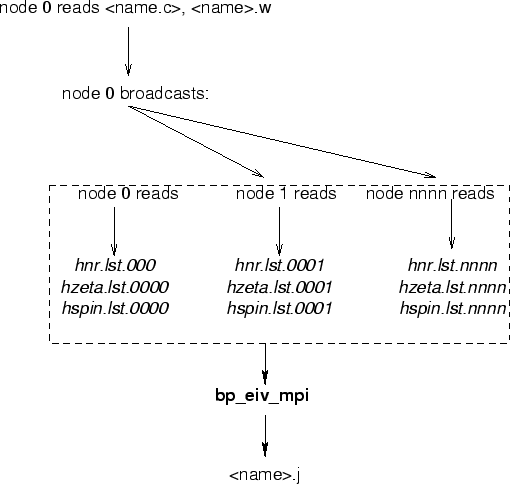 node 0 reads <name.c>, <name>.w
node 0 broadcasts:
node 0 reads node 1 reads node nnnn reads
hnr.lst.000 hnr.lst.0001 hnr.lst.nnnn
hzeta.lst.0000 hzeta.lst.0001 hzeta.lst.nnnn
hspin.lst.0000 hspin.lst.0001 hspin.lst.nnnn
bp_eiv_mpi
<name>.j